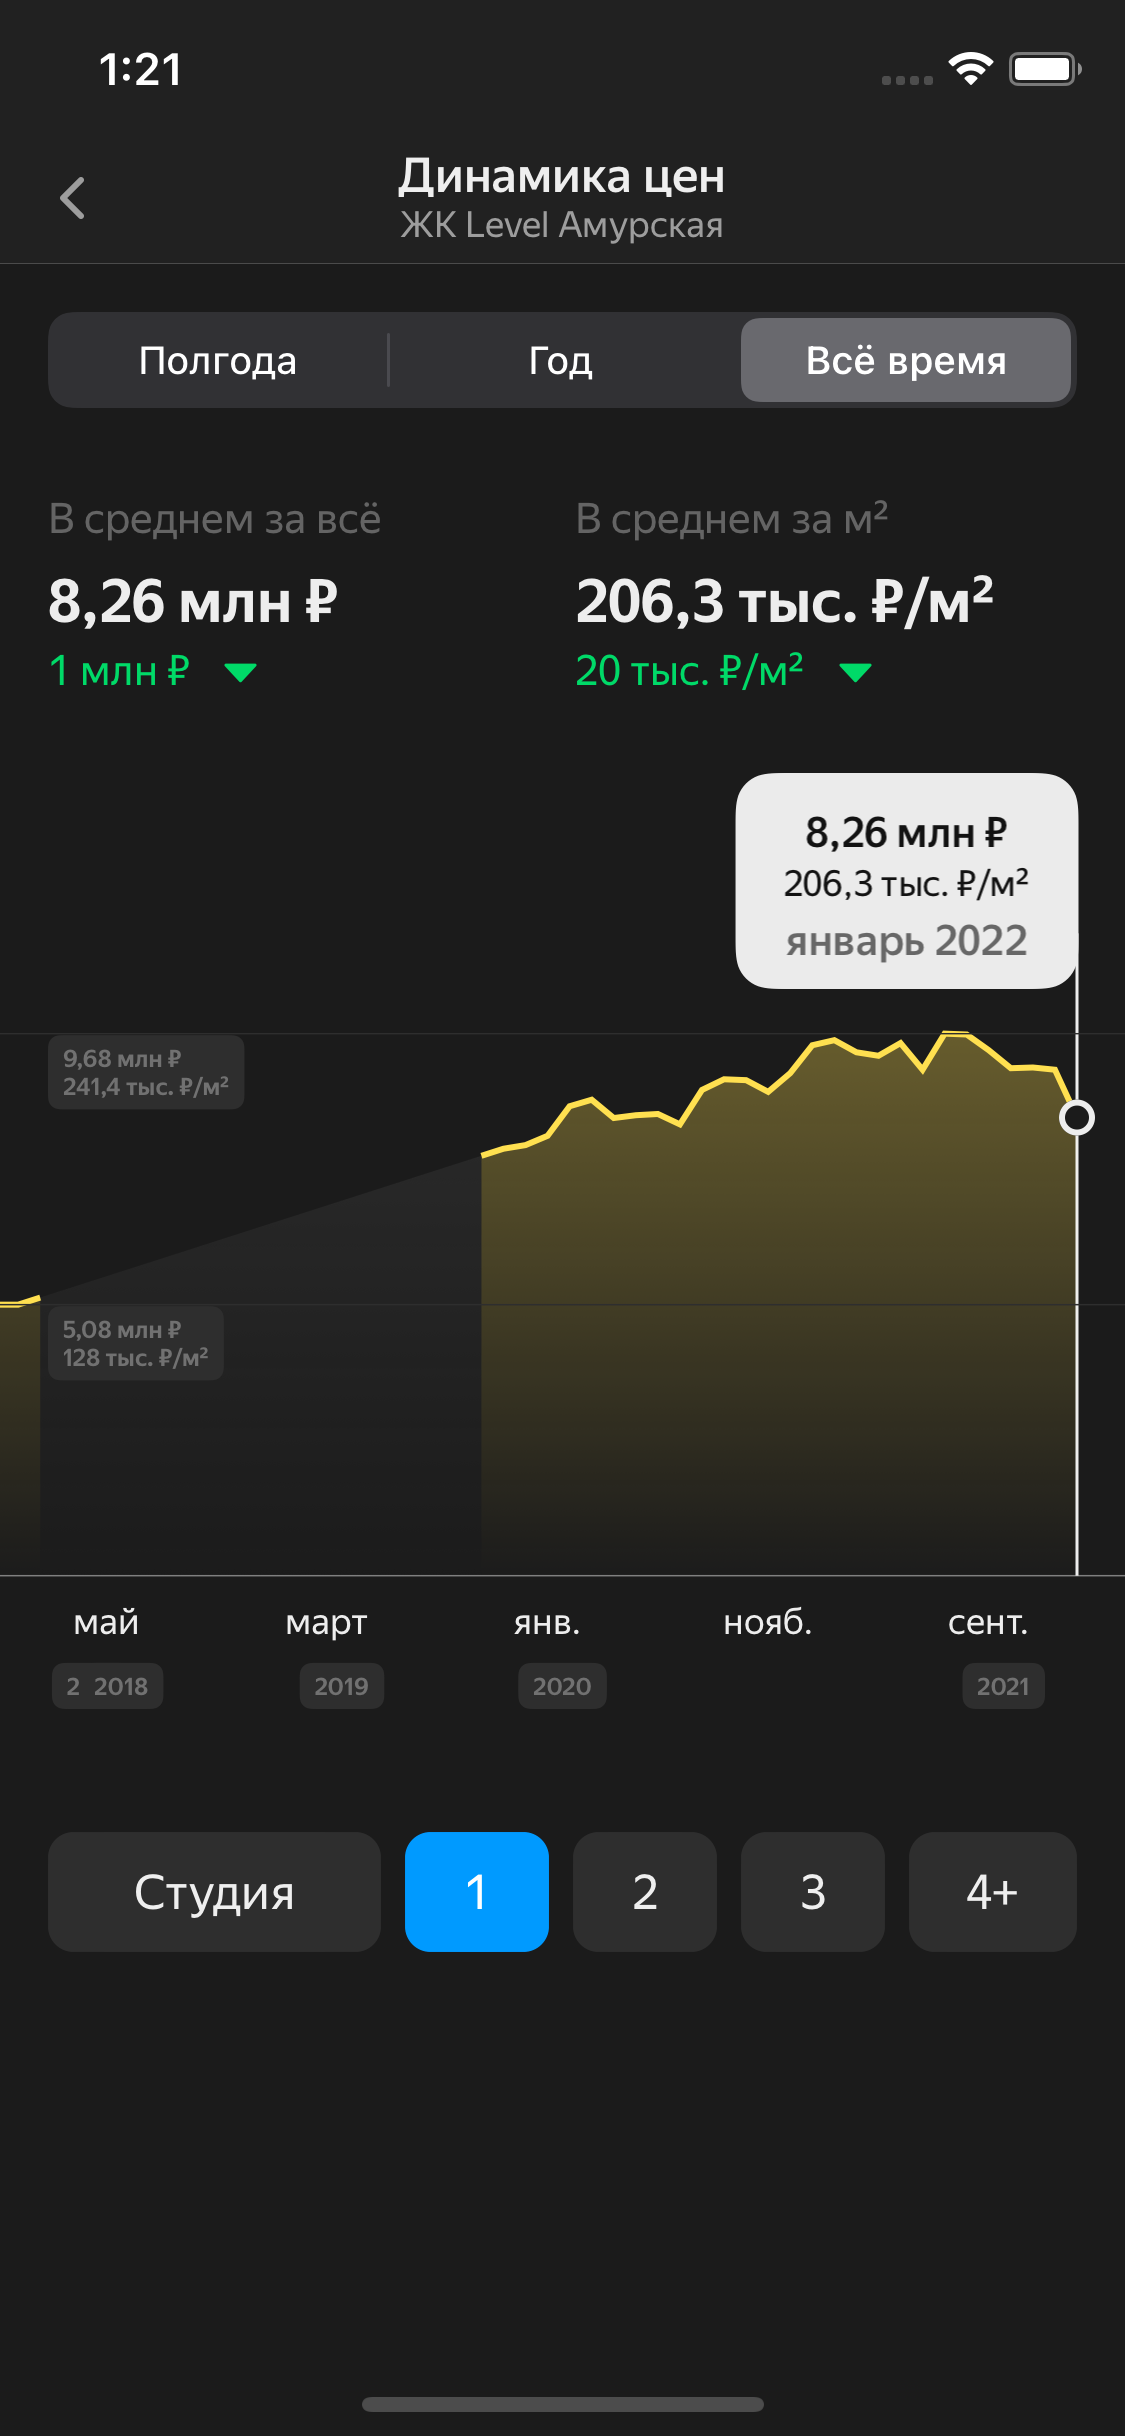 1:21
Динамика цен
ЖК Level Амурская
Полгода Год Всё время
В среднем за всё В среднем за м²
8,26 млн ₽ 206,3 тыс. ₽/м²
1 млн ₽ 20 тыс. ₽/м²
8,26 млн ₽
206,3 тыс. ₽/м²
январь 2022
9,68 млн ₽
241,4 тыс. ₽/м²
5,08 млн ₽
128 тыс. ₽/м²
май март янв. нояб. сент.
2 2018 2019 2020 2021
Студия 1 2 3 4+